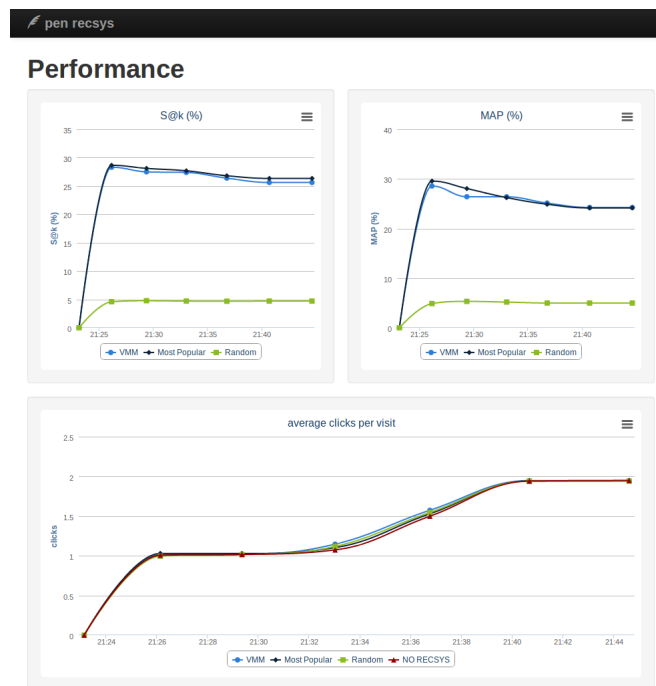 pen recsys
Performance
S@k (%)
35
30
25
20
15
10
5
0
S@k (%)
21:25 21:30 21:35 21:40
VMM Most Popular Random
MAP (%)
40
30
20
10
0
MAP (%)
21:25 21:30 21:35 21:40
VMM Most Popular Random
average clicks per visit
2.5
2
1.5
1
0.5
0
clicks
21:24 21:26 21:28 21:30 21:32 21:34 21:36 21:38 21:40 21:42 21:44
VMM Most Popular Random NO RECSYS